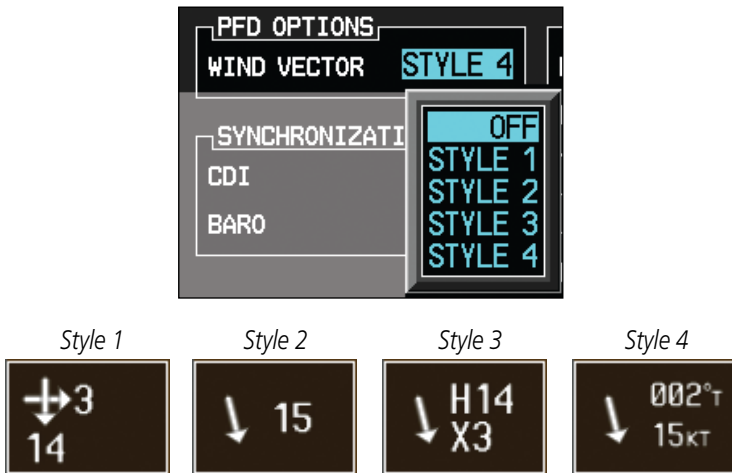 PFD OPTIONS
WIND VECTOR STYLE 4
OFF
STYLE 1
STYLE 2
STYLE 3
STYLE 4
SYNCHRONIZATI
CDI
BARO
Style 1 Style 2 Style 3 Style 4
3
14
15
H14
X3
002°T
15KT